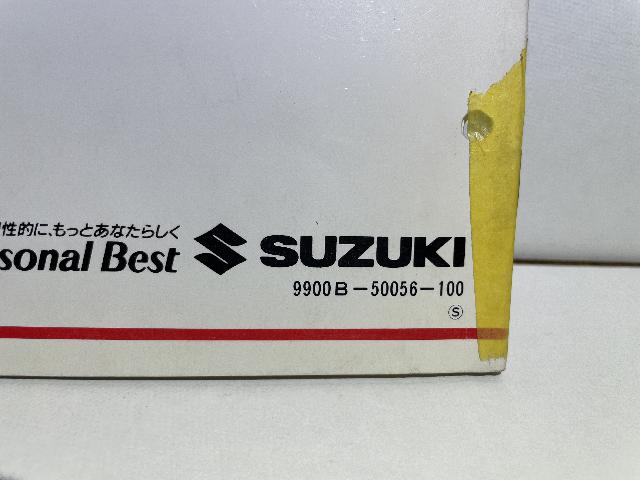 性的に、もっとあなたらしく
sonal Best
SUZUKI
9900B-50056-100
S